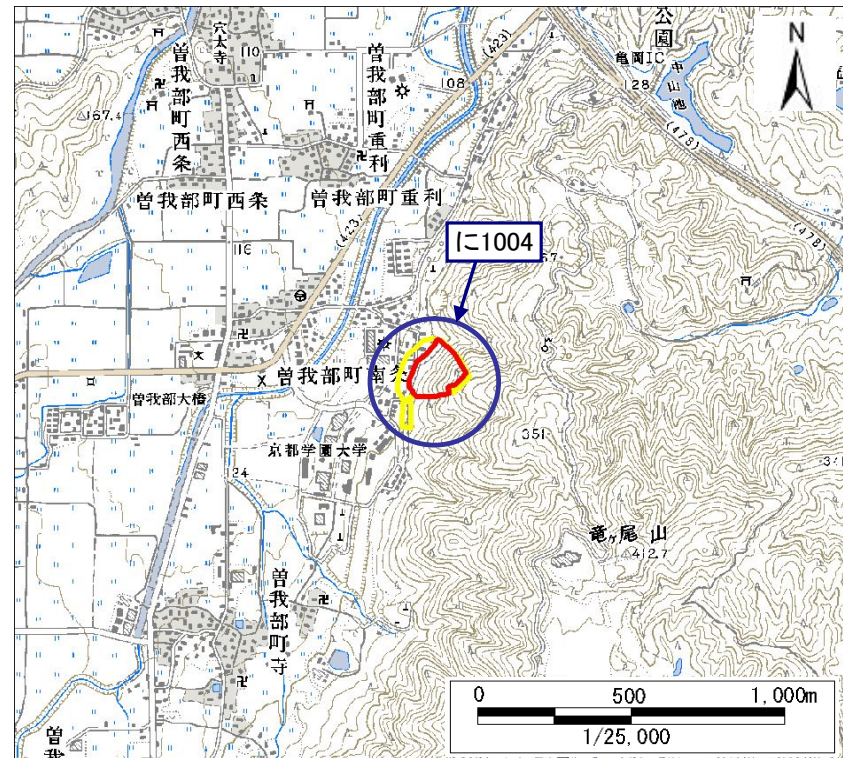 公園
穴太寺
110
(423)
亀岡IC
N
128
中山池
108
167.4
曽我部町西条
曽我部町重利
(478)
曽我部町西条
曽我部町重利
(423)
(478)
116
に1004
曽我部町南条
曽我部大橋
京都学園大学
351
124
竜ヶ尾山
412.7
曽我部町寺
曽我
0 500 1,000m
1/25,000